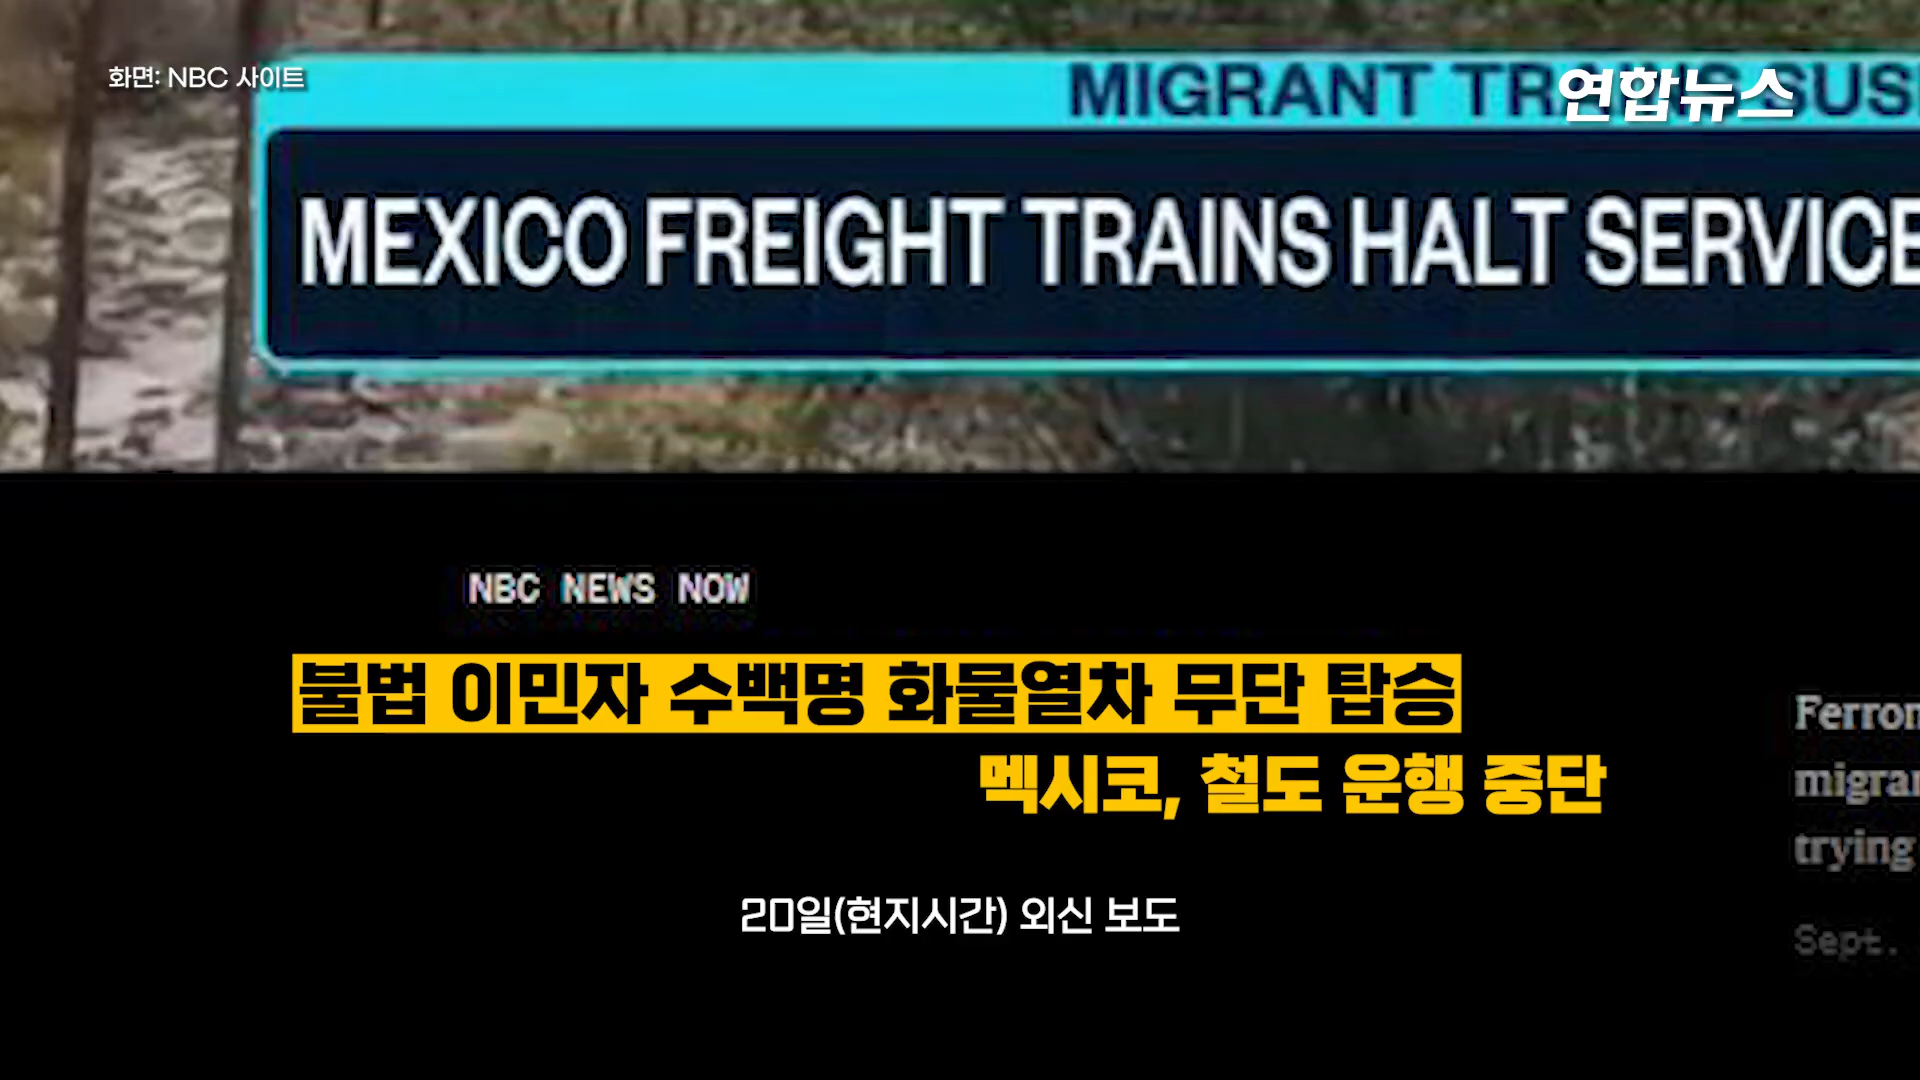 화면: NBC 사이트
연합뉴스
MIGRANT
MEXICO FREIGHT TRAINS HALT SERVICE
NBC NEWS NOW
불법 이민자 수백명 화물열차 무단 탑승
멕시코, 철도 운행 중단
trying
Sept.
20일(현지시간) 외신 보도